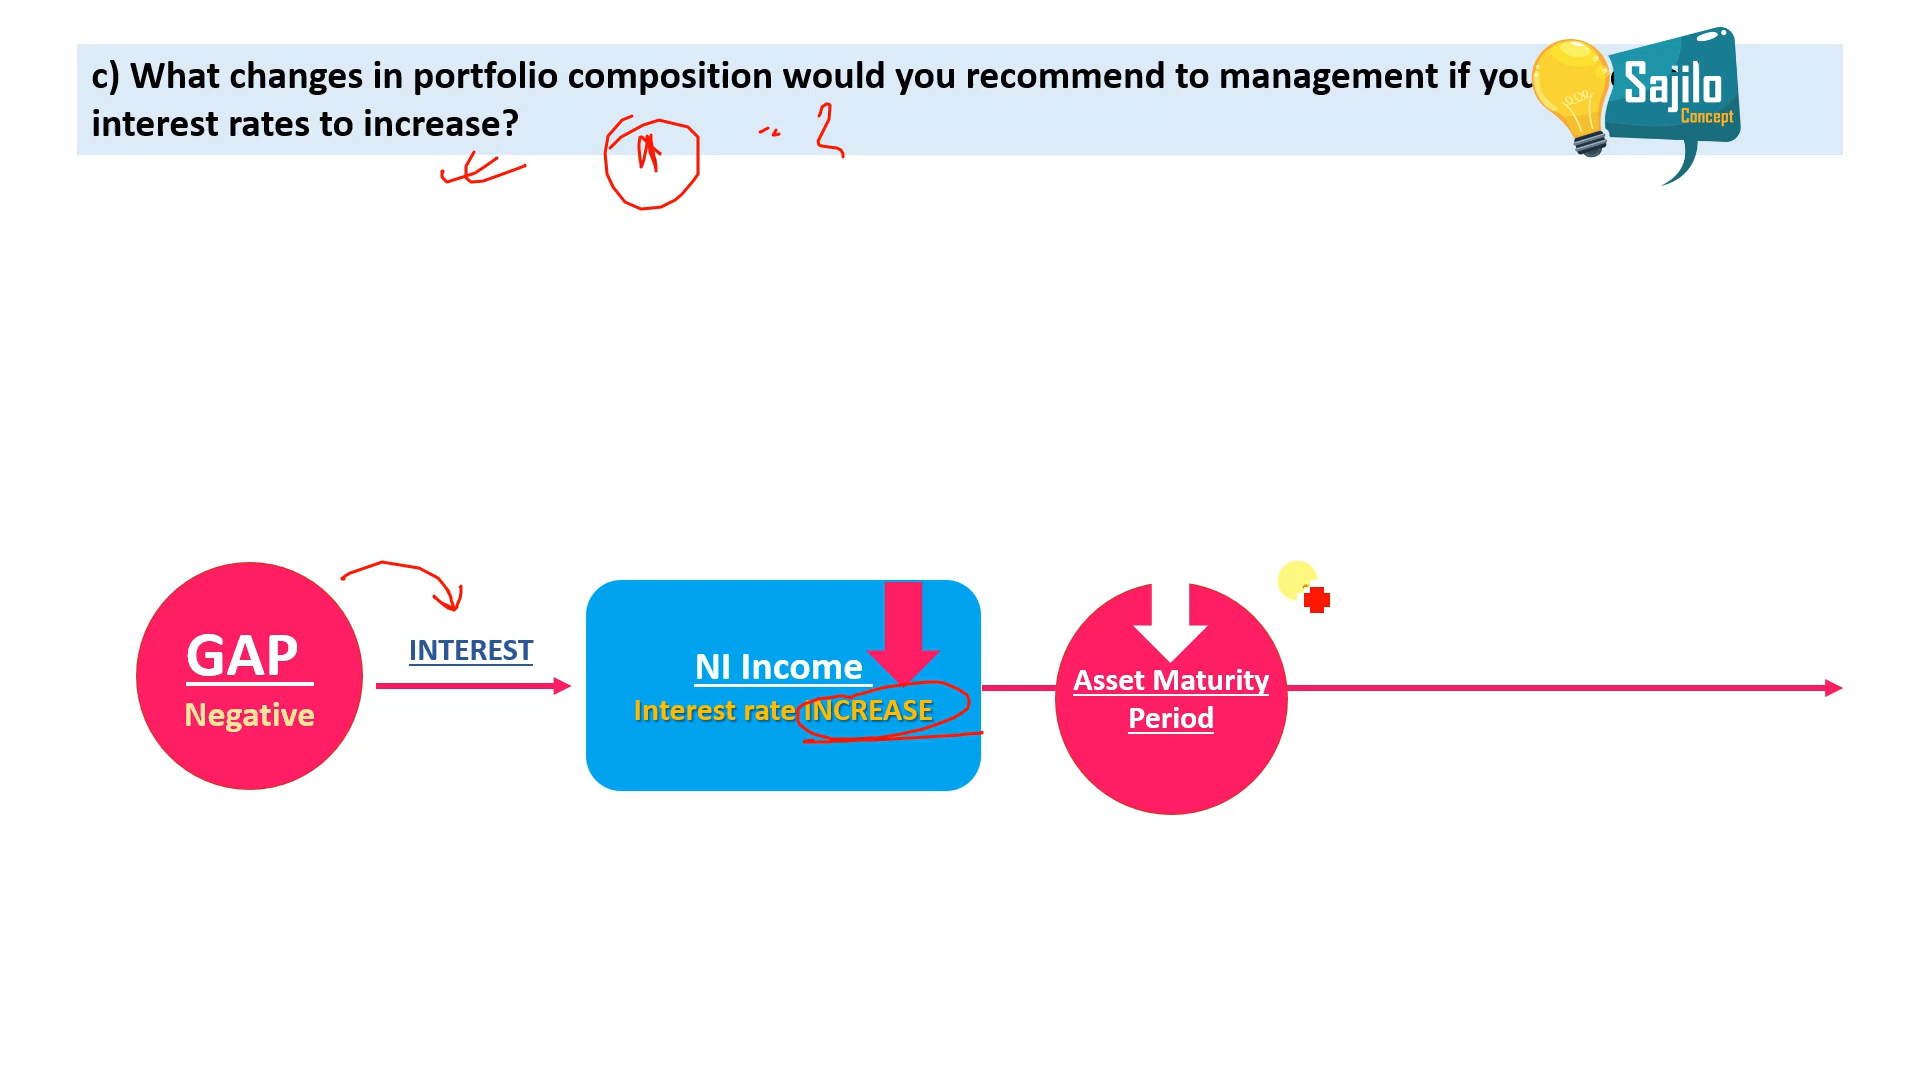 c) What changes in portfolio composition would you recommend to management if you
interest rates to increase?
Sajilo
Concept
GAP
Negative
INTEREST
NI Income
Interest rate INCREASE
Asset Maturity
Period